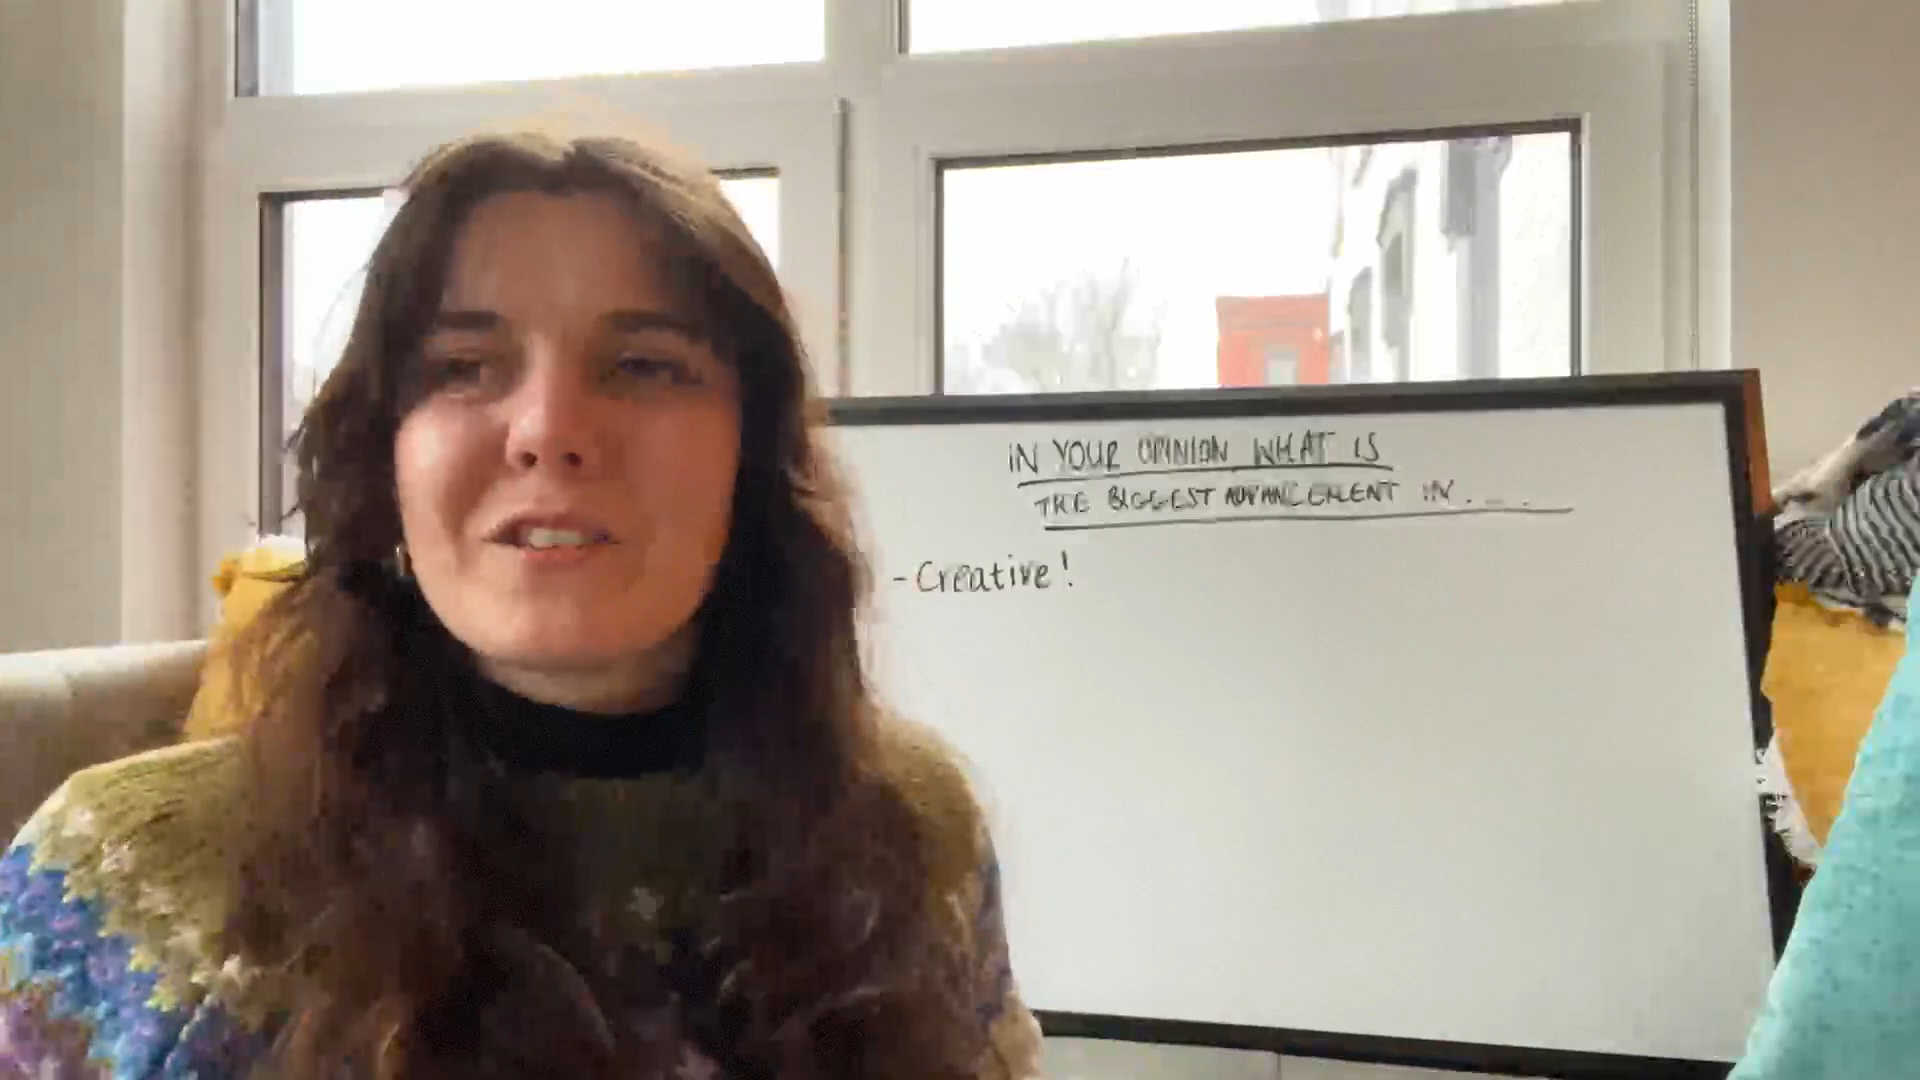 IN YOUR OPINION WHAT IS
THE BIGGEST ADVANCEMENT IN....
- Creative!